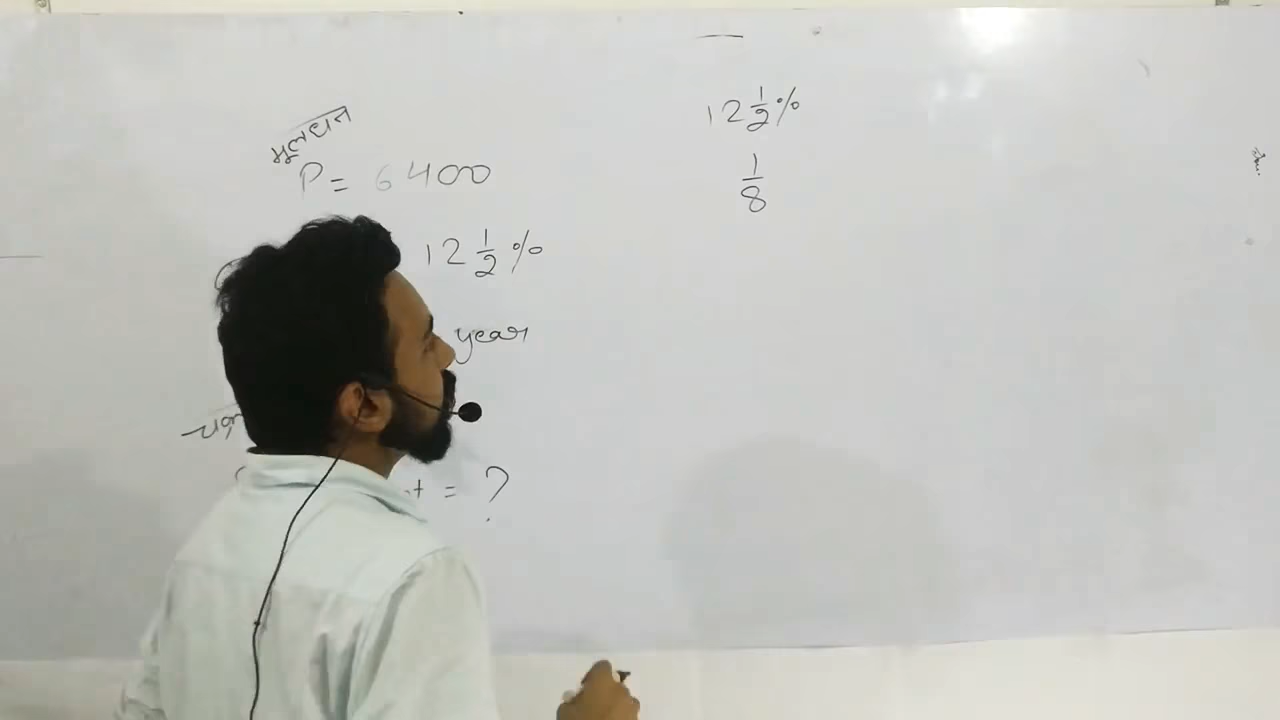 मूलधन
P = 6400
12 1/2 %
year
= ?
12 1/2 %
1/8